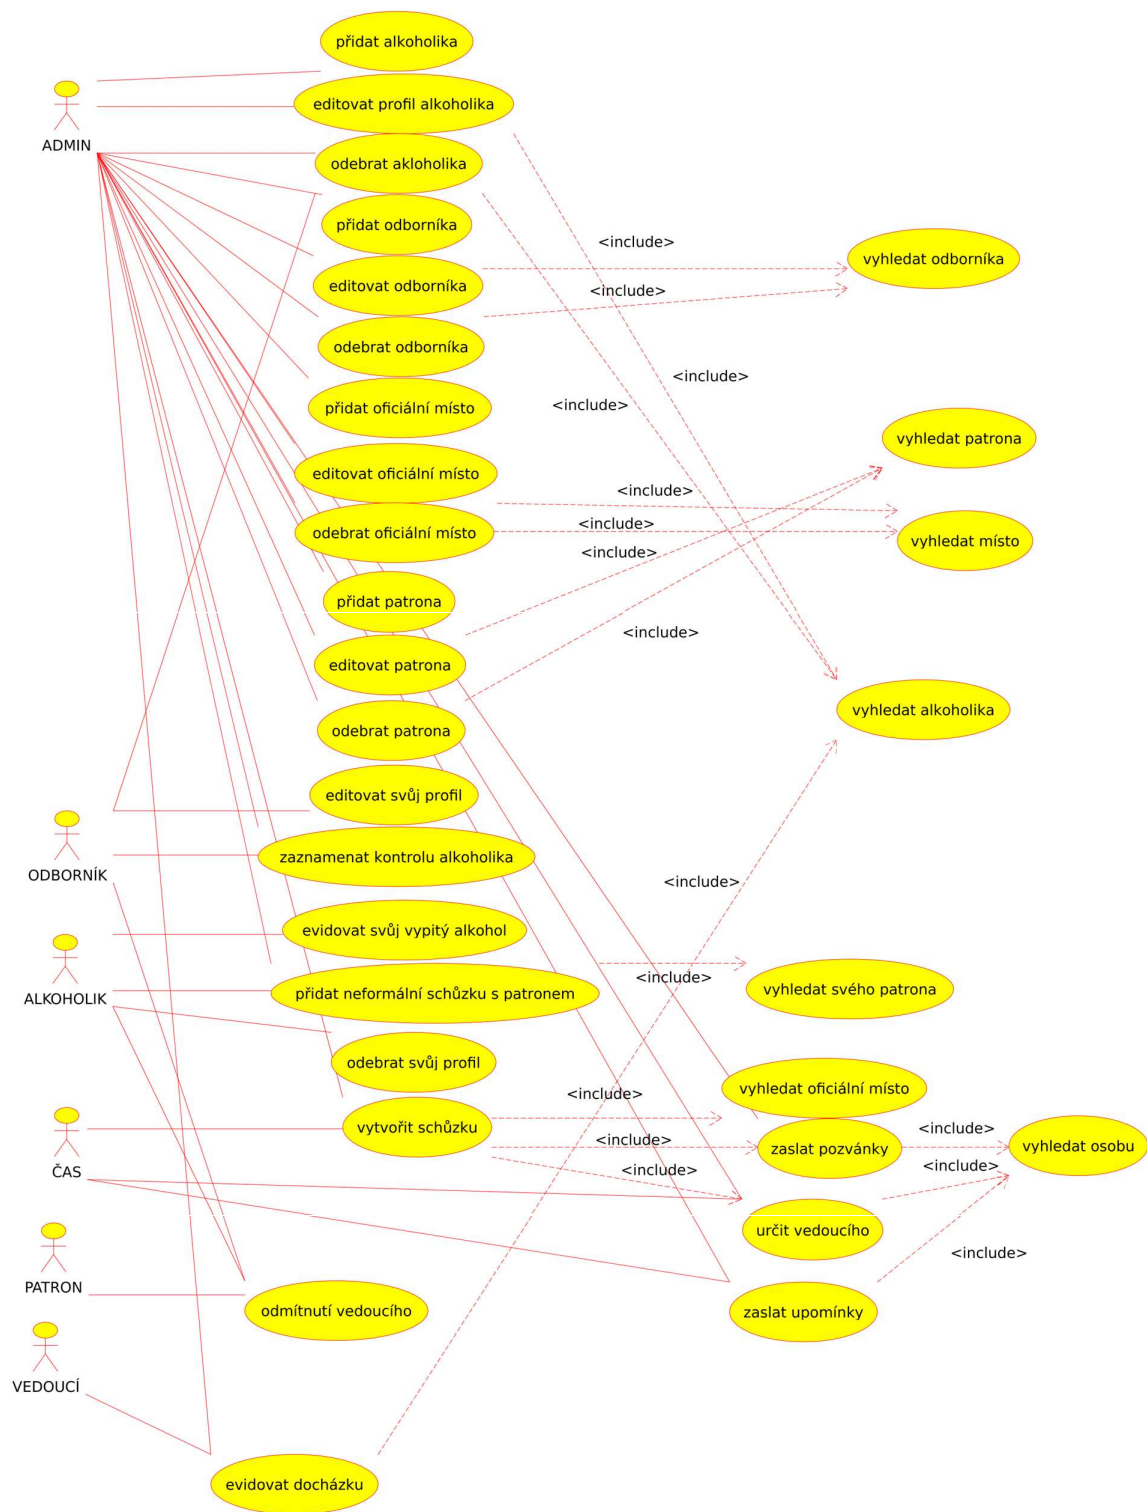 přidat alkoholika
editovat profil alkoholika
ADMIN
odebrat akloholika
přidat odborníka
<include>
vyhledat odborníka
editovat odborníka
<include>
odebrat odborníka
<include>
<include>
přidat oficiální místo
vyhledat patrona
editovat oficiální místo
<include>
<include>
odebrat oficiální místo
vyhledat místo
<include>
přidat patrona
<include>
editovat patrona
vyhledat alkoholika
odebrat patrona
editovat svůj profil
zaznamenat kontrolu alkoholika
ODBORNÍK
<include>
evidovat svůj vypitý alkohol
<include>
vyhledat svého patrona
přidat neformální schůzku s patronem
ALKOHOLIK
odebrat svůj profil
vyhledat oficiální místo
<include>
vytvořit schůzku
<include>
<include>
zaslat pozvánky
vyhledat osobu
<include>
<include>
ČAS
určit vedoucího
<include>
PATRON
odmítnutí vedoucího
zaslat upomínky
VEDOUCÍ
evidovat docházku